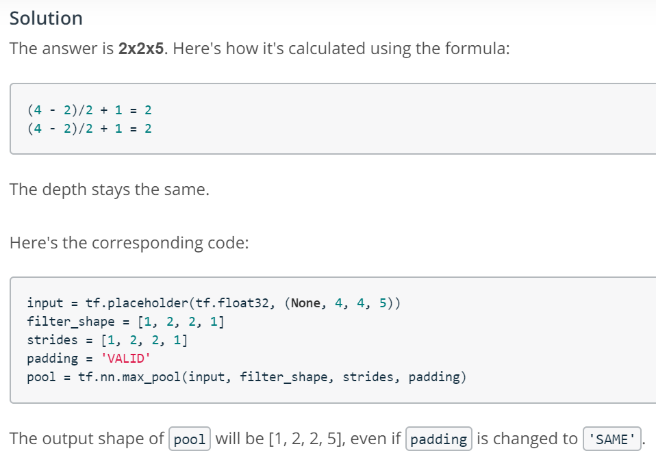 Solution
The answer is 2x2x5. Here's how it's calculated using the formula:
(4 - 2)/2 + 1 = 2
(4 - 2)/2 + 1 = 2
The depth stays the same.
Here's the corresponding code:
input = tf.placeholder(tf.float32, (None, 4, 4, 5))
filter_shape = [1, 2, 2, 1]
strides = [1, 2, 2, 1]
padding = 'VALID'
pool = tf.nn.max_pool(input, filter_shape, strides, padding)
The output shape of pool will be [1, 2, 2, 5], even if padding is changed to 'SAME'.